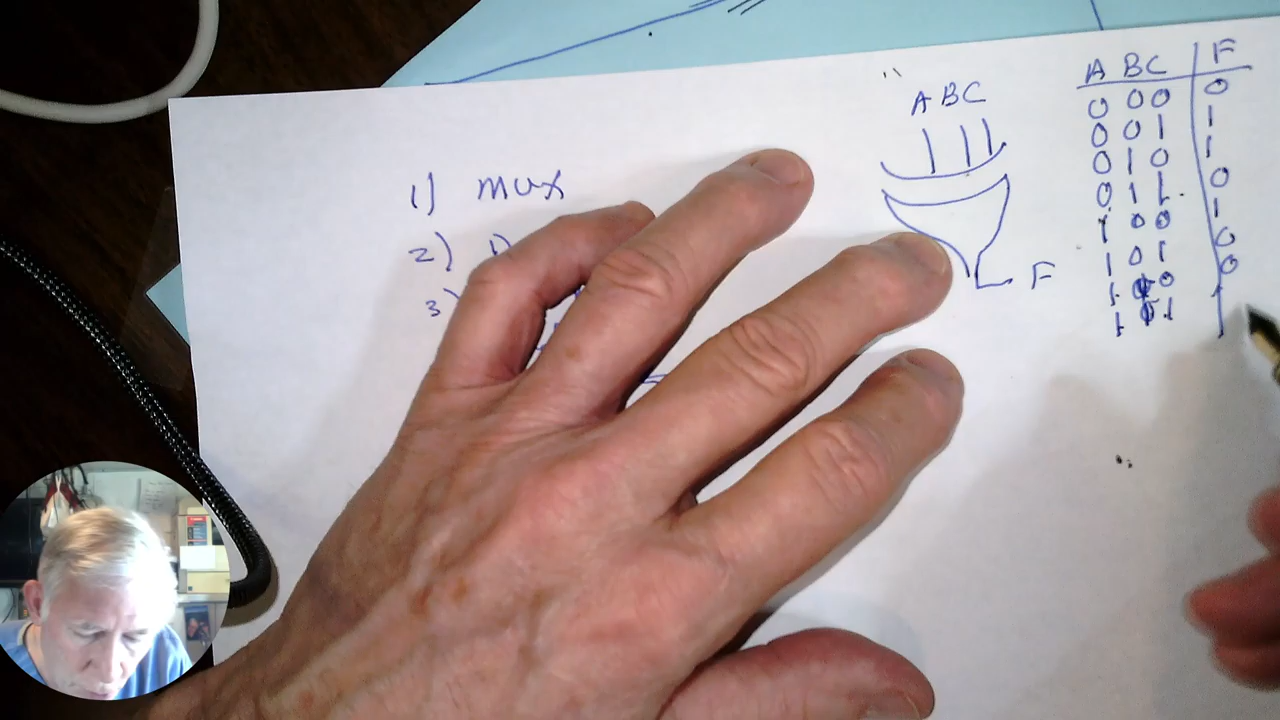 1) mux
2)
3)
A B C
F
A B C F
0 0 0 0
0 0 1 1
0 1 0 1
0 1 1 0
1 0 0 1
1 0 1 0
1 1 0 0
1 1 1